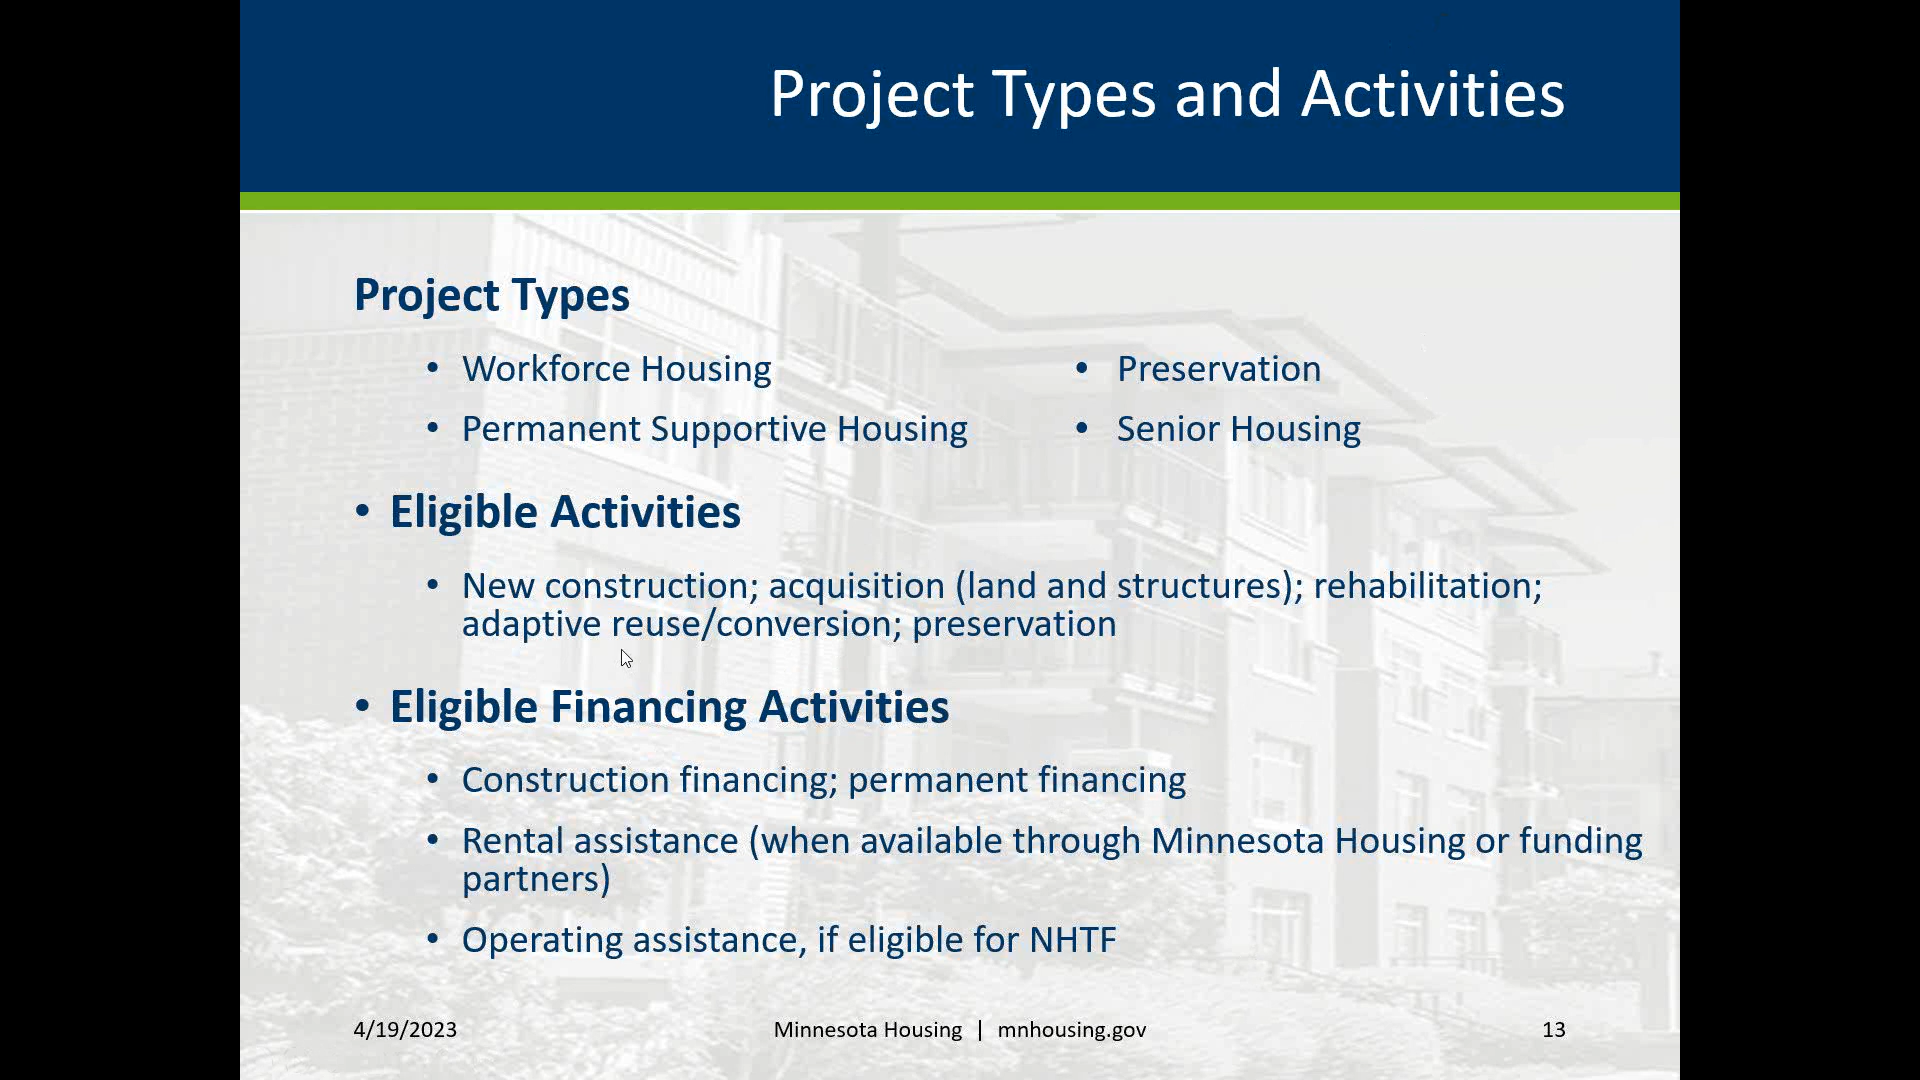 Project Types and Activities
Project Types
• Workforce Housing
• Preservation
• Permanent Supportive Housing
• Senior Housing
• Eligible Activities
• New construction; acquisition (land and structures); rehabilitation;
adaptive reuse/conversion; preservation
• Eligible Financing Activities
• Construction financing; permanent financing
• Rental assistance (when available through Minnesota Housing or funding
partners)
• Operating assistance, if eligible for NHTF
4/19/2023
Minnesota Housing | mnhousing.gov
13